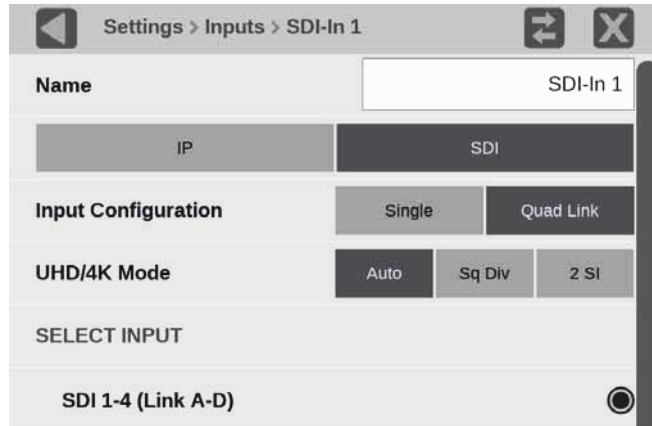 Settings > Inputs > SDI-In 1
Name SDI-In 1
IP SDI
Input Configuration Single Quad Link
UHD/4K Mode Auto Sq Div 2 SI
SELECT INPUT
SDI 1-4 (Link A-D)